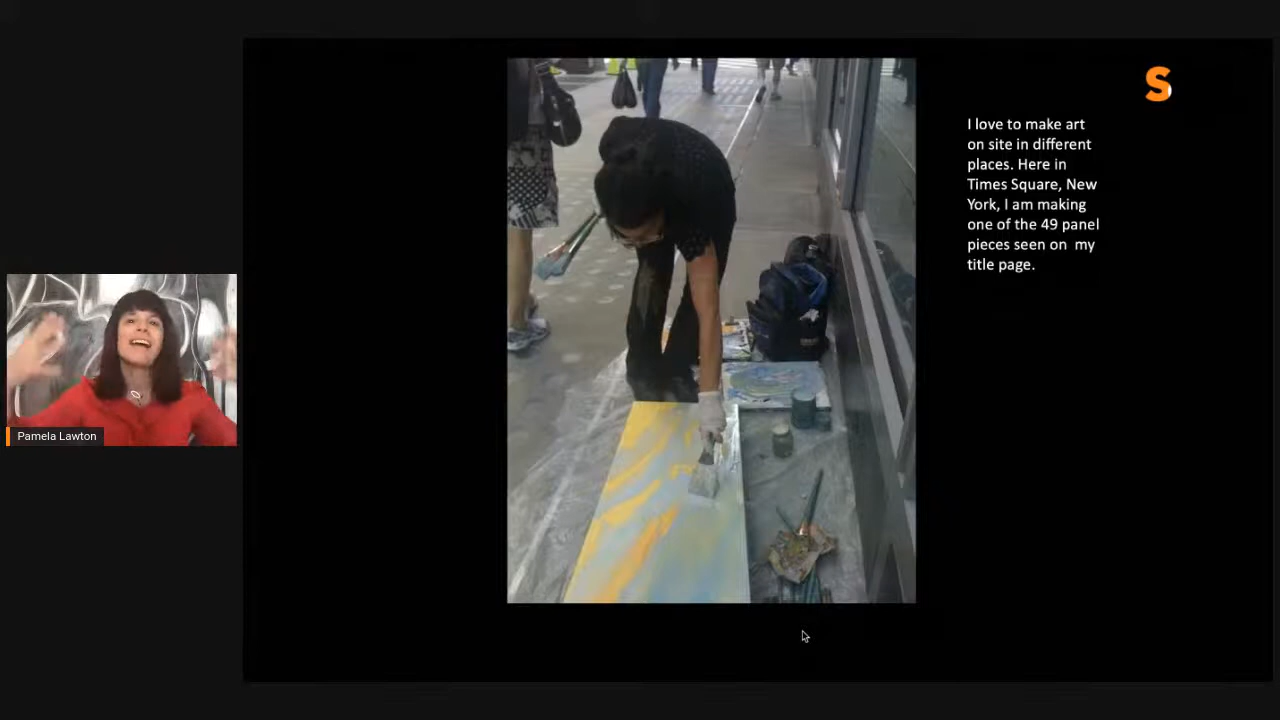 S
I love to make art
on site in different
places. Here in
Times Square, New
York, I am making
one of the 49 panel
pieces seen on  my
title page.
Pamela Lawton